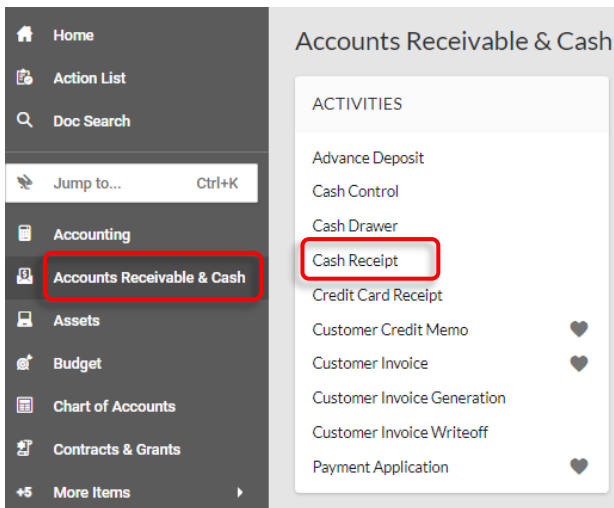 Home
Action List
Doc Search
Jump to... Ctrl+K
Accounting
Accounts Receivable & Cash
Assets
Budget
Chart of Accounts
Contracts & Grants
+5 More Items
Accounts Receivable & Cash
ACTIVITIES
Advance Deposit
Cash Control
Cash Drawer
Cash Receipt
Credit Card Receipt
Customer Credit Memo
Customer Invoice
Customer Invoice Generation
Customer Invoice Writeoff
Payment Application